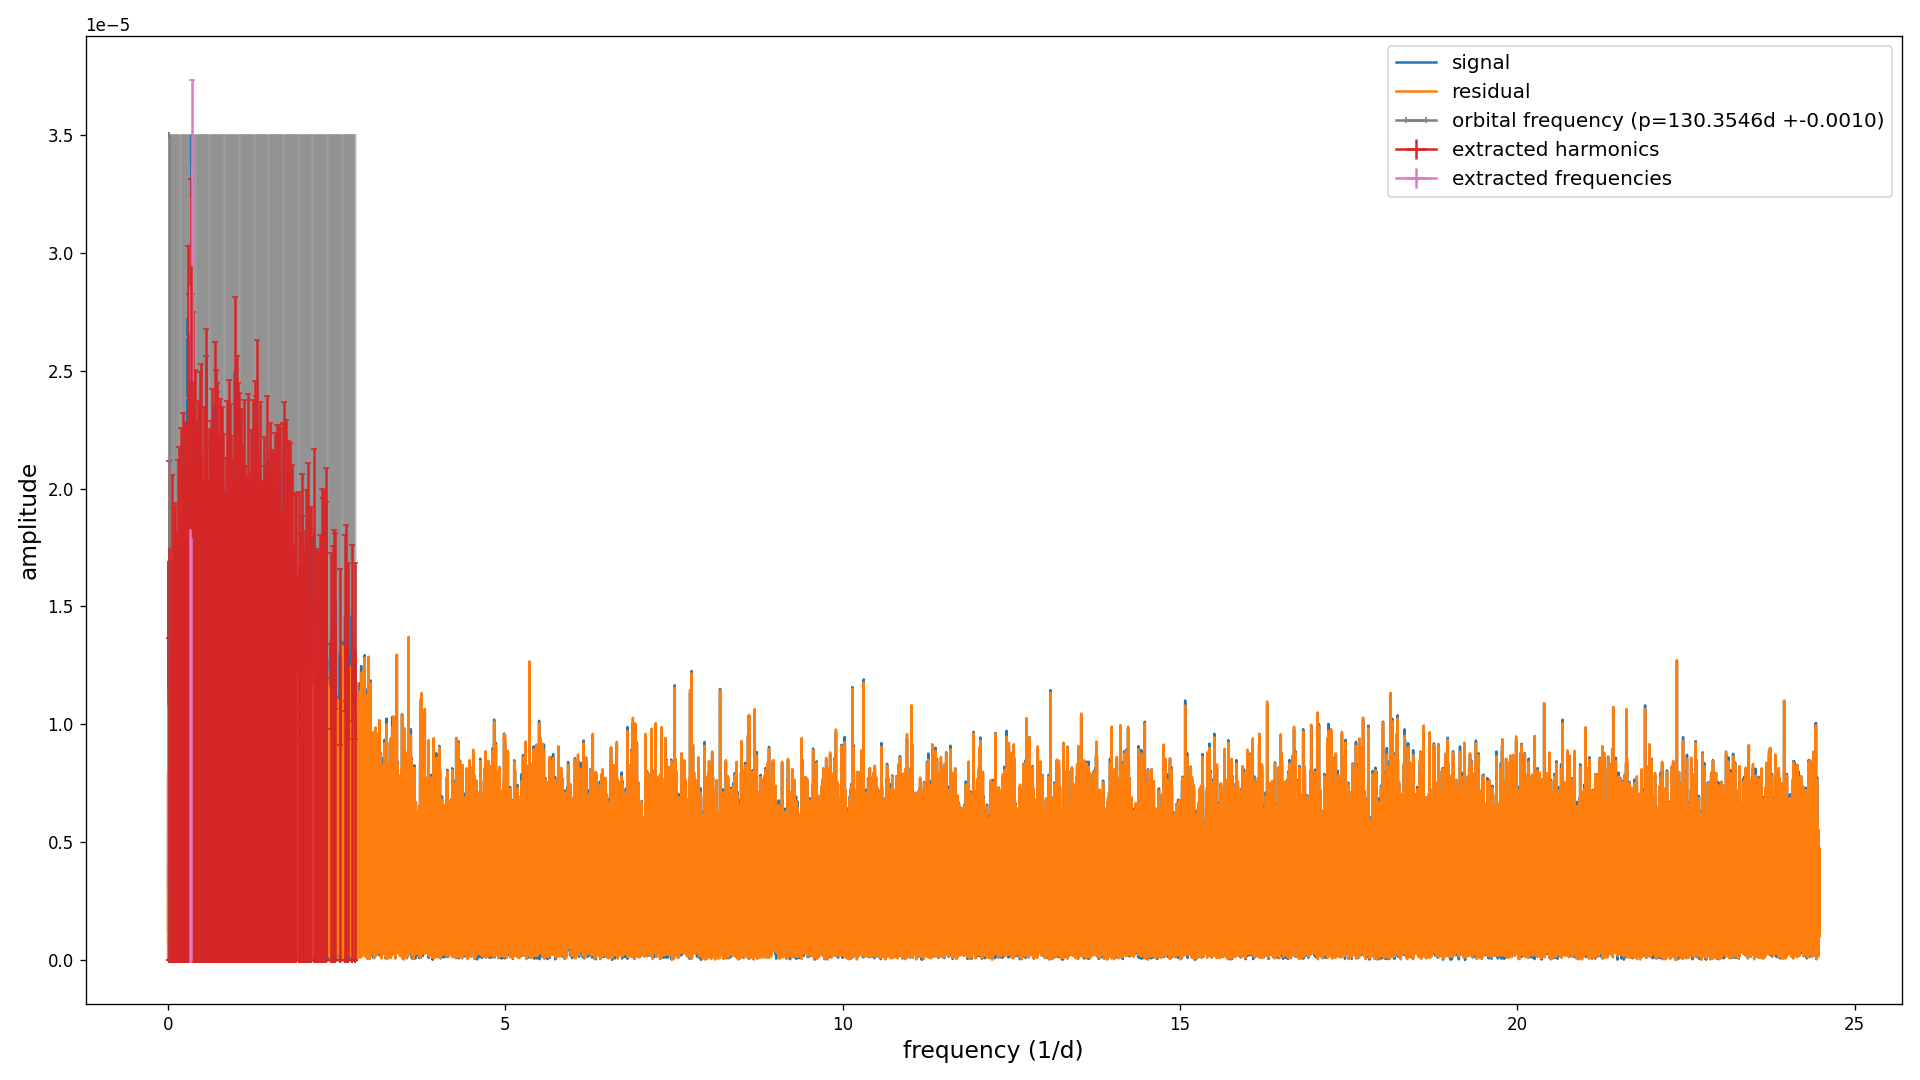 1e−5
signal
residual
orbital frequency (p=130.3546d +-0.0010)
extracted harmonics
extracted frequencies
3.5
3.0
2.5
2.0
1.5
1.0
0.5
0.0
amplitude
0 5 10 15 20 25
frequency (1/d)